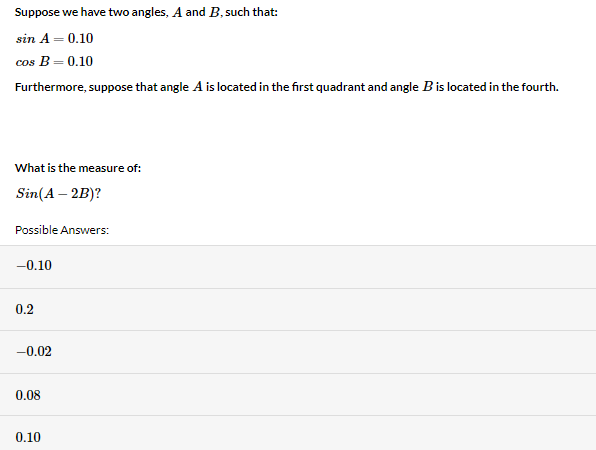 Suppose we have two angles, A and B, such that:
sin A = 0.10
cos B = 0.10
Furthermore, suppose that angle A is located in the first quadrant and angle B is located in the fourth.
What is the measure of:
Sin(A − 2B)?
Possible Answers:
−0.10
0.2
−0.02
0.08
0.10